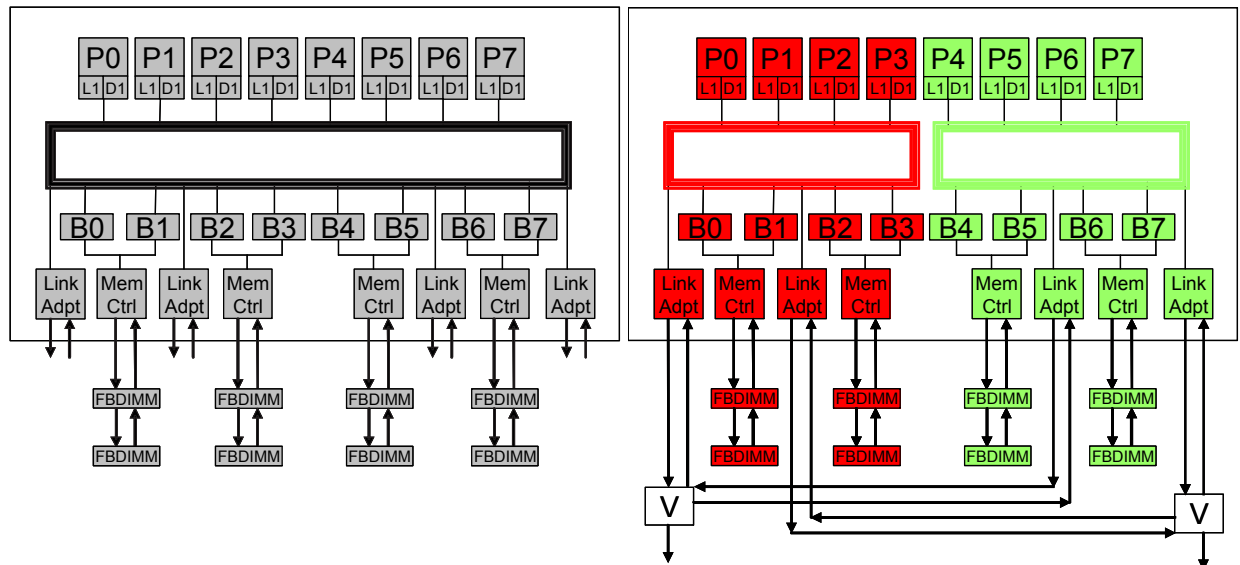 P0 P1 P2 P3 P4 P5 P6 P7
L1 D1 L1 D1 L1 D1 L1 D1 L1 D1 L1 D1 L1 D1 L1 D1
B0 B1 B2 B3 B4 B5 B6 B7
Link Mem Link Mem Mem Link Mem Link
Adpt Ctrl Adpt Ctrl Ctrl Adpt Ctrl Adpt
FBDIMM FBDIMM FBDIMM FBDIMM
FBDIMM FBDIMM FBDIMM FBDIMM
P0 P1 P2 P3 P4 P5 P6 P7
L1 D1 L1 D1 L1 D1 L1 D1 L1 D1 L1 D1 L1 D1 L1 D1
B0 B1 B2 B3 B4 B5 B6 B7
Link Mem Link Mem Mem Link Mem Link
Adpt Ctrl Adpt Ctrl Ctrl Adpt Ctrl Adpt
FBDIMM FBDIMM FBDIMM FBDIMM
FBDIMM FBDIMM FBDIMM FBDIMM
V V